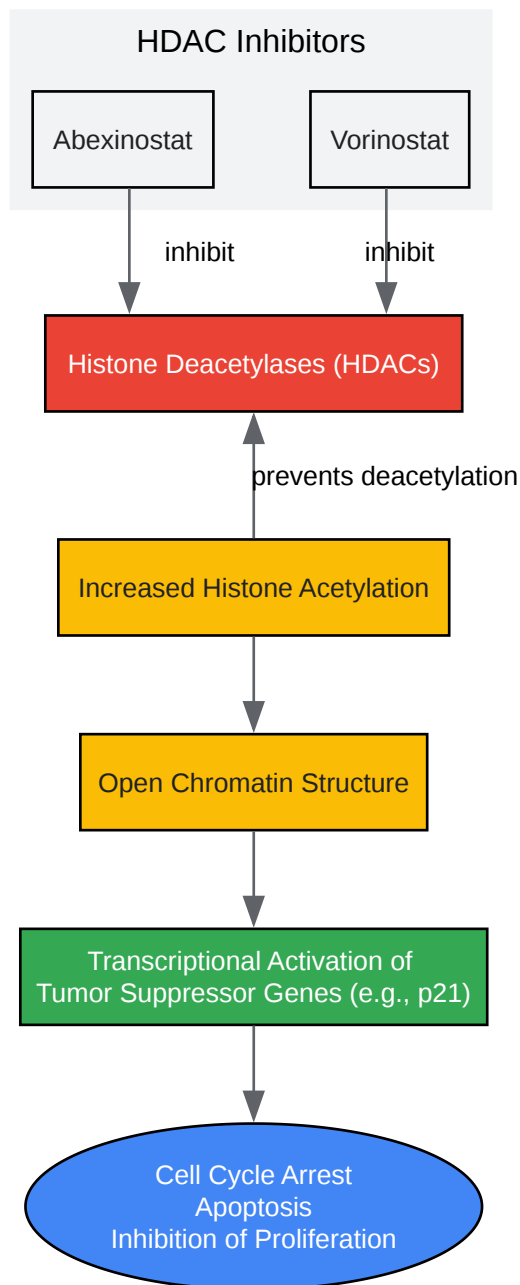 HDAC Inhibitors
Abexinostat
Vorinostat
inhibit
inhibit
Histone Deacetylases (HDACs)
prevents deacetylation
Increased Histone Acetylation
Open Chromatin Structure
Transcriptional Activation of
Tumor Suppressor Genes (e.g., p21)
Cell Cycle Arrest
Apoptosis
Inhibition of Proliferation